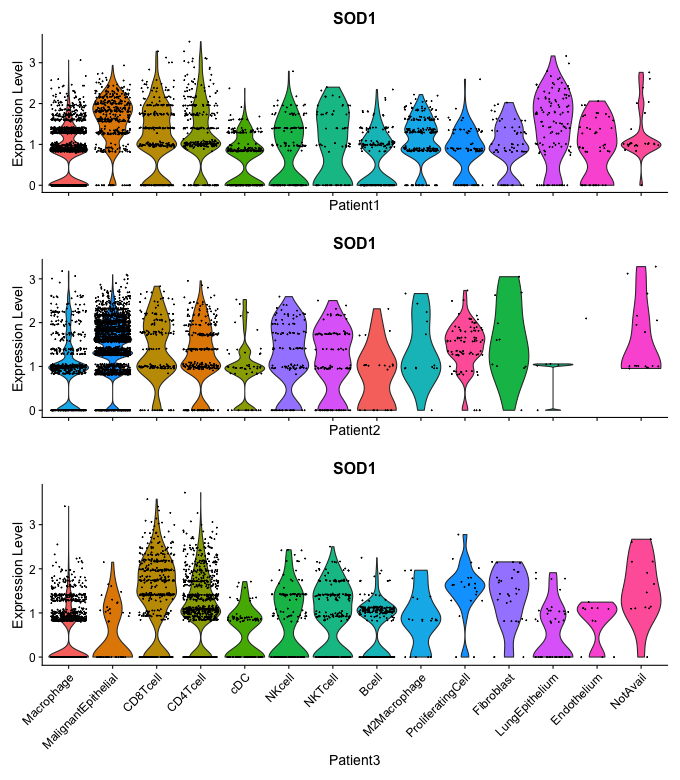 SOD1
Expression Level
3
2
1
0
Patient1
SOD1
Expression Level
3
2
1
0
Patient2
SOD1
Expression Level
3
2
1
0
Macrophage
MalignantEpithelial
CD8Tcell
CD4Tcell
cDC
NKcell
NKTcell
Bcell
M2Macrophage
ProliferatingCell
Fibroblast
LungEpithelium
Endothelium
NotAvail
Patient3